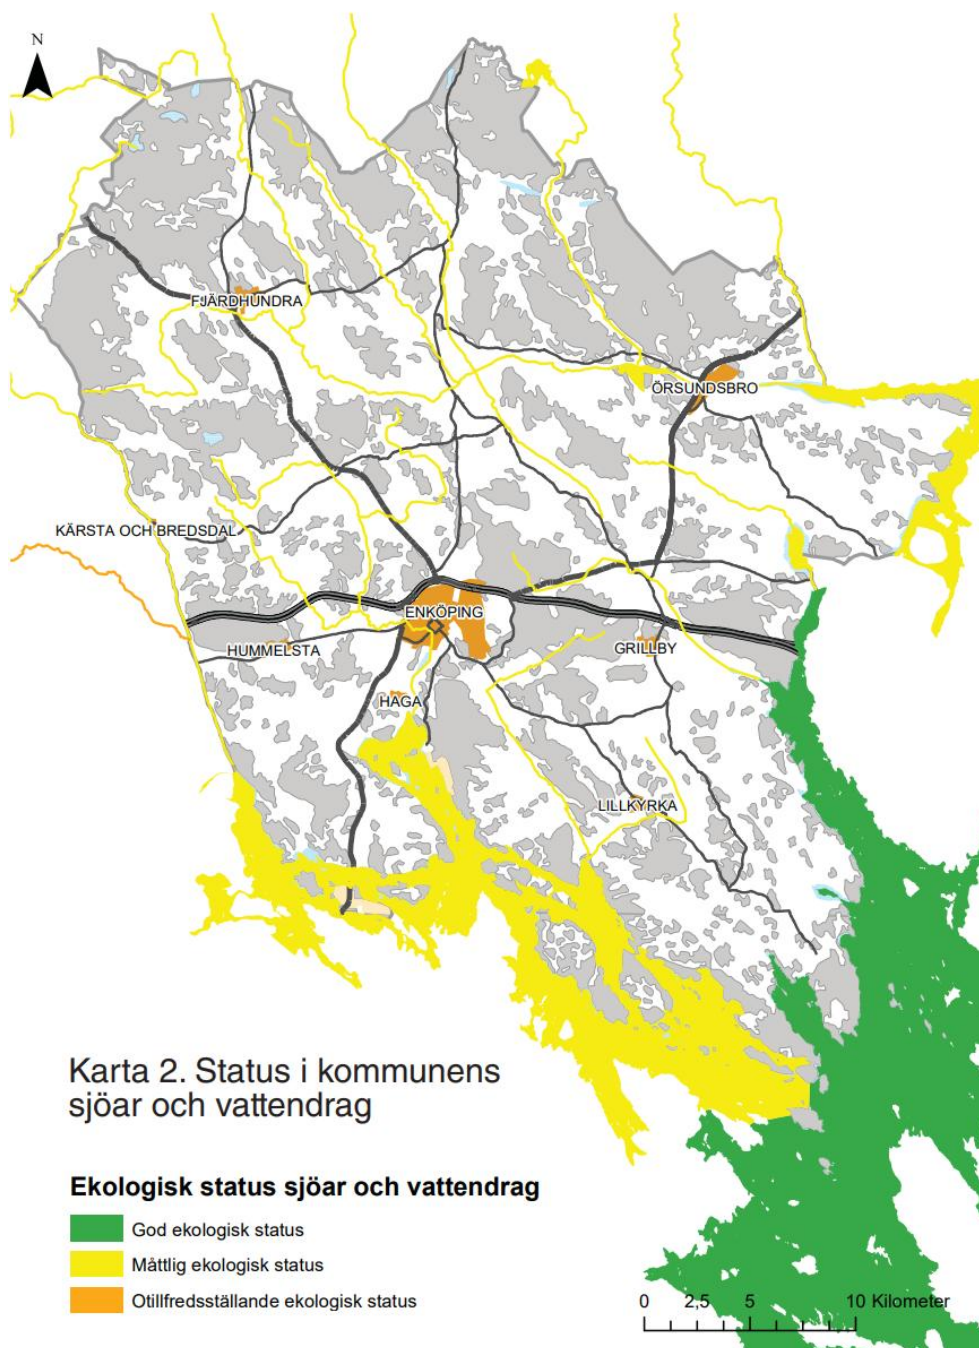 N
FJÄRDHUNDRA
ÖRSUNDSBRO
KÄRSTA OCH BREDSDAL
ENKÖPING
HUMMELSTA
GRILLBY
HAGA
LILLKYRKA
Karta 2. Status i kommunens
sjöar och vattendrag
Ekologisk status sjöar och vattendrag
God ekologisk status
Måttlig ekologisk status
Otillfredsställande ekologisk status
0 2,5 5 10 Kilometer